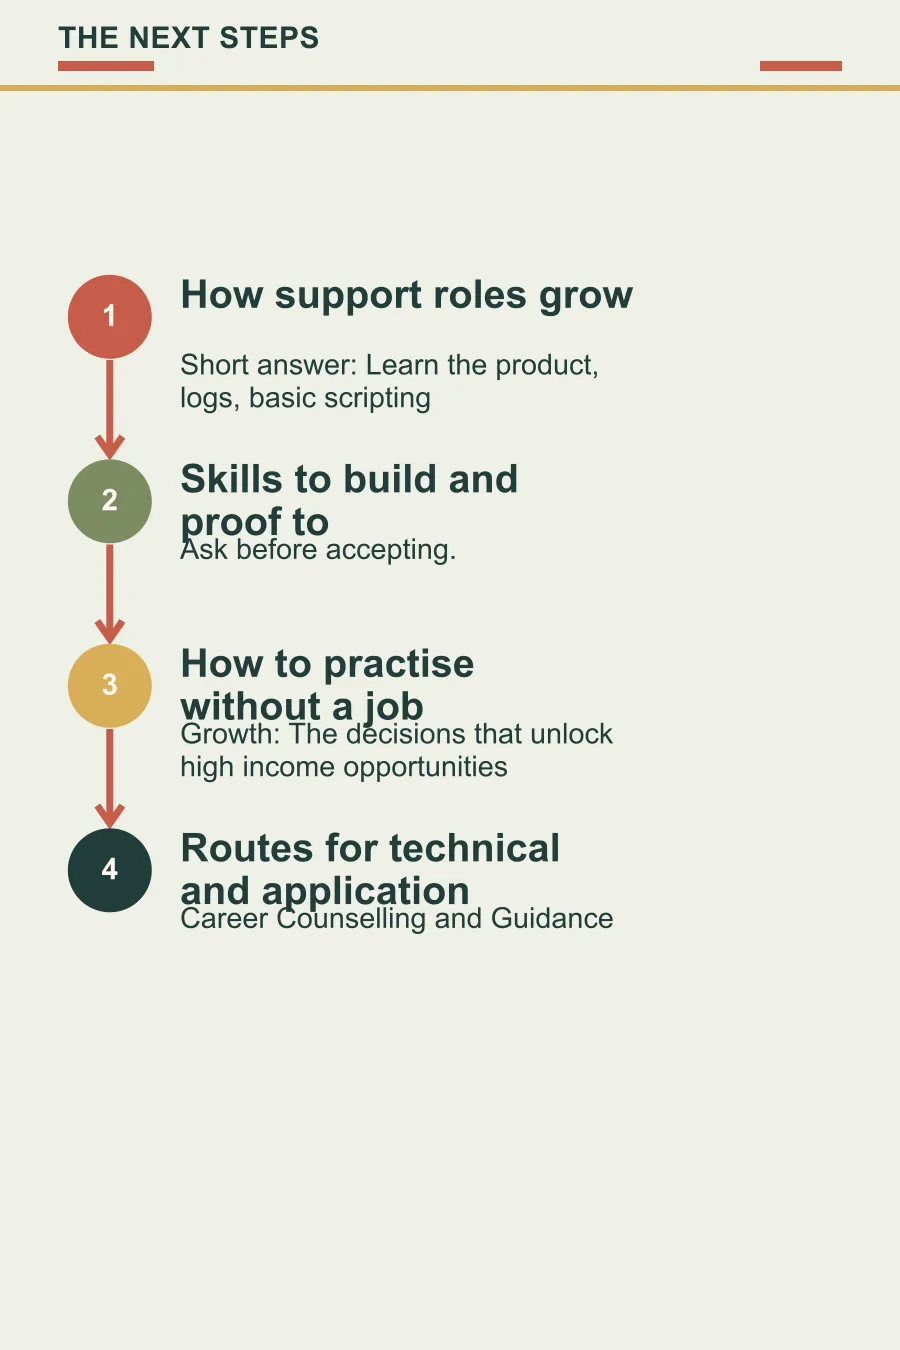 THE NEXT STEPS
1
How support roles grow
Short answer: Learn the product,
logs, basic scripting
2
Skills to build and
proof to
Ask before accepting.
3
How to practise
without a job
Growth: The decisions that unlock
high income opportunities
4
Routes for technical
and application
Career Counselling and Guidance